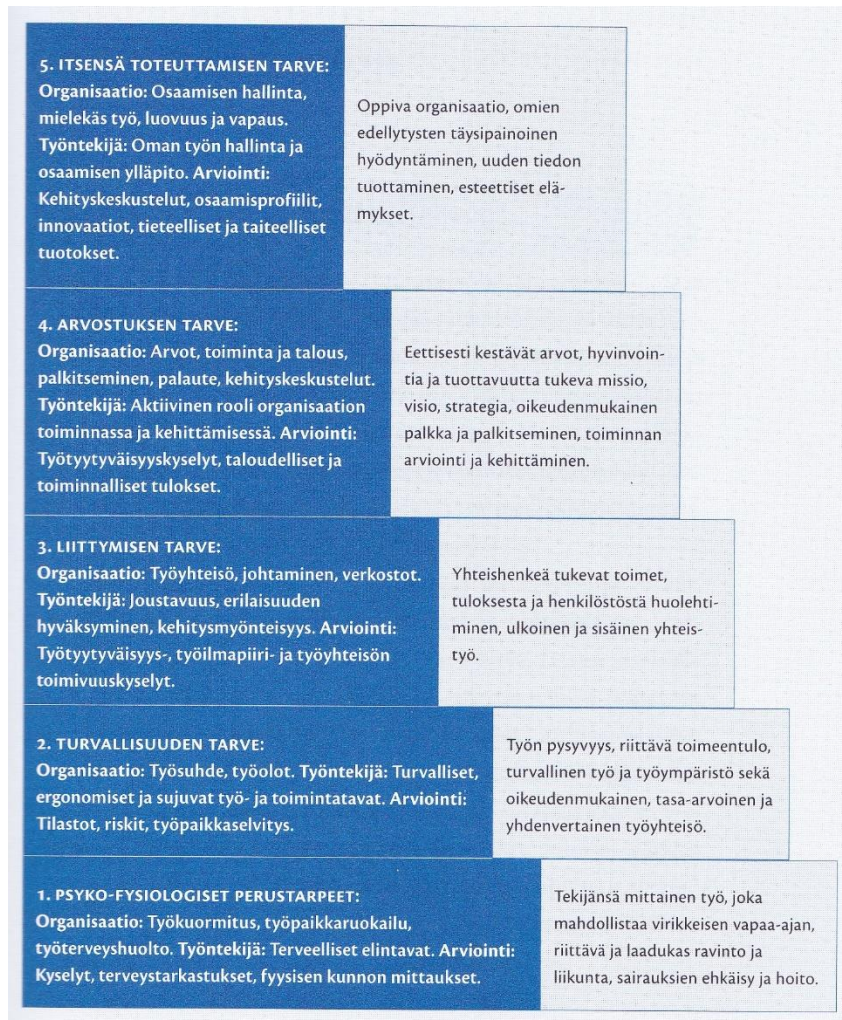 5. ITSENSÄ TOTEUTTAMISEN TARVE:
Organisaatio: Osaamisen hallinta,
mielekäs työ, luovuus ja vapaus.
Työntekijä: Oman työn hallinta ja
osaamisen ylläpito. Arviointi:
Kehityskeskustelut, osaamisprofiilit,
innovaatiot, tieteelliset ja taiteelliset
tuotokset.
Oppiva organisaatio, omien
edellytysten täysipainoinen
hyödyntäminen, uuden tiedon
tuottaminen, esteettiset elä-
mykset.
4. ARVOSTUKSEN TARVE:
Organisaatio: Arvot, toiminta ja talous,
palkitseminen, palaute, kehityskeskustelut.
Työntekijä: Aktiivinen rooli organisaation
toiminnassa ja kehittämisessä. Arviointi:
Työtyytyväisyyskyselyt, taloudelliset ja
toiminnalliset tulokset.
Eettisesti kestävät arvot, hyvinvoin-
tia ja tuottavuutta tukeva missio,
visio, strategia, oikeudenmukainen
palkka ja palkitseminen, toiminnan
arviointi ja kehittäminen.
3. LIITTYMISEN TARVE:
Organisaatio: Työyhteisö, johtaminen, verkostot.
Työntekijä: Joustavuus, erilaisuuden
hyväksyminen, kehitysmyönteisyys. Arviointi:
Työtyytyväisyys-, työilmapiiri- ja työyhteisön
toimivuuskyselyt.
Yhteishenkeä tukevat toimet,
tuloksesta ja henkilöstöstä huolehti-
minen, ulkoinen ja sisäinen yhteis-
työ.
2. TURVALLISUUDEN TARVE:
Organisaatio: Työsuhde, työolot. Työntekijä: Turvalliset,
ergonomiset ja sujuvat työ- ja toimintatavat. Arviointi:
Tilastot, riskit, työpaikkaselvitys.
Työn pysyvyys, riittävä toimeentulo,
turvallinen työ ja työympäristö sekä
oikeudenmukainen, tasa-arvoinen ja
yhdenvertainen työyhteisö.
1. PSYKO-FYSIOLOGISET PERUSTARPEET:
Organisaatio: Työkuormitus, työpaikkaruokailu,
työterveyshuolto. Työntekijä: Terveelliset elintavat. Arviointi:
Kyselyt, terveystarkastukset, fyysisen kunnon mittaukset.
Tekijänsä mittainen työ, joka
mahdollistaa virikkeisen vapaa-ajan,
riittävä ja laadukas ravinto ja
liikunta, sairauksien ehkäisy ja hoito.